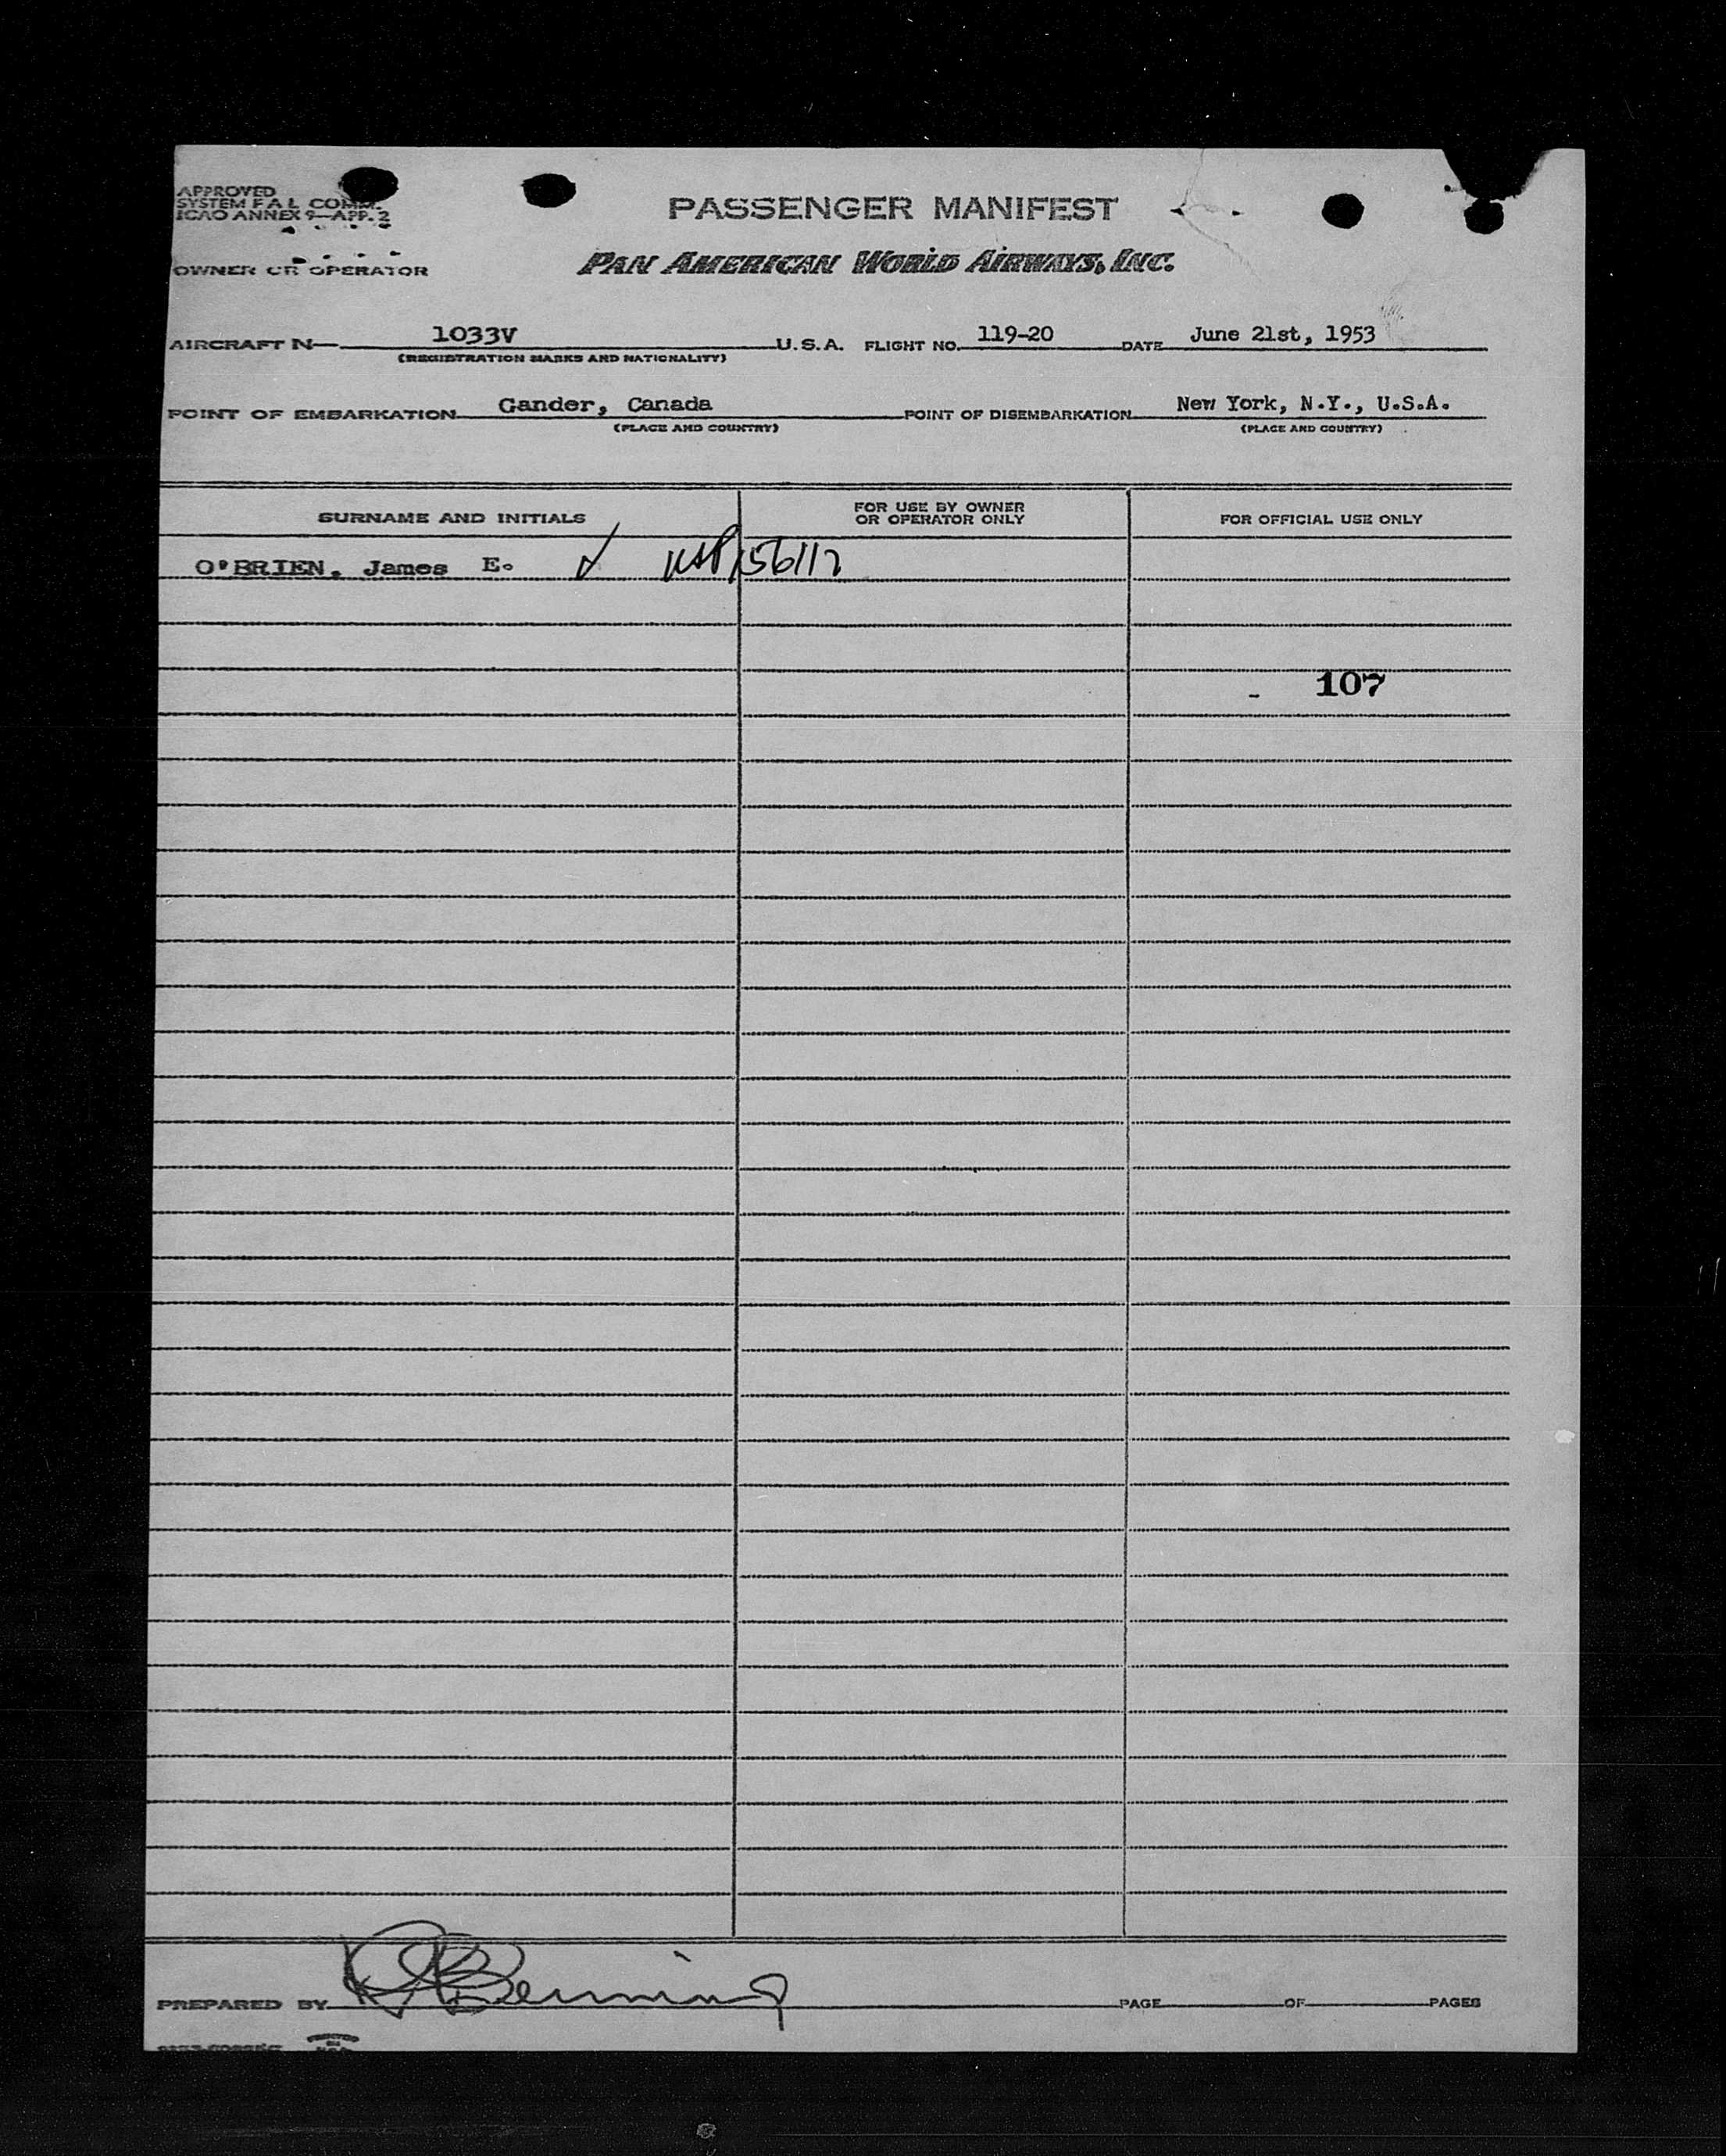 APPROVED
SYSTEM F A L COMM.
ICAO ANNEX 9—APP. 2
PASSENGER MANIFEST
OWNER OR OPERATOR PAN AMERICAN WORLD AIRWAYS, INC.
AIRCRAFT N— 1033V U.S.A. FLIGHT NO. 119-20 DATE June 21st, 1953
(REGISTRATION MARKS AND NATIONALITY)
POINT OF EMBARKATION Gander, Canada POINT OF DISEMBARKATION New York, N.Y., U.S.A.
(PLACE AND COUNTRY) (PLACE AND COUNTRY)
SURNAME AND INITIALS FOR USE BY OWNER OR OPERATOR ONLY FOR OFFICIAL USE ONLY
O'BRIEN, James E. ✓
- 107
PREPARED BY PAGE OF PAGES